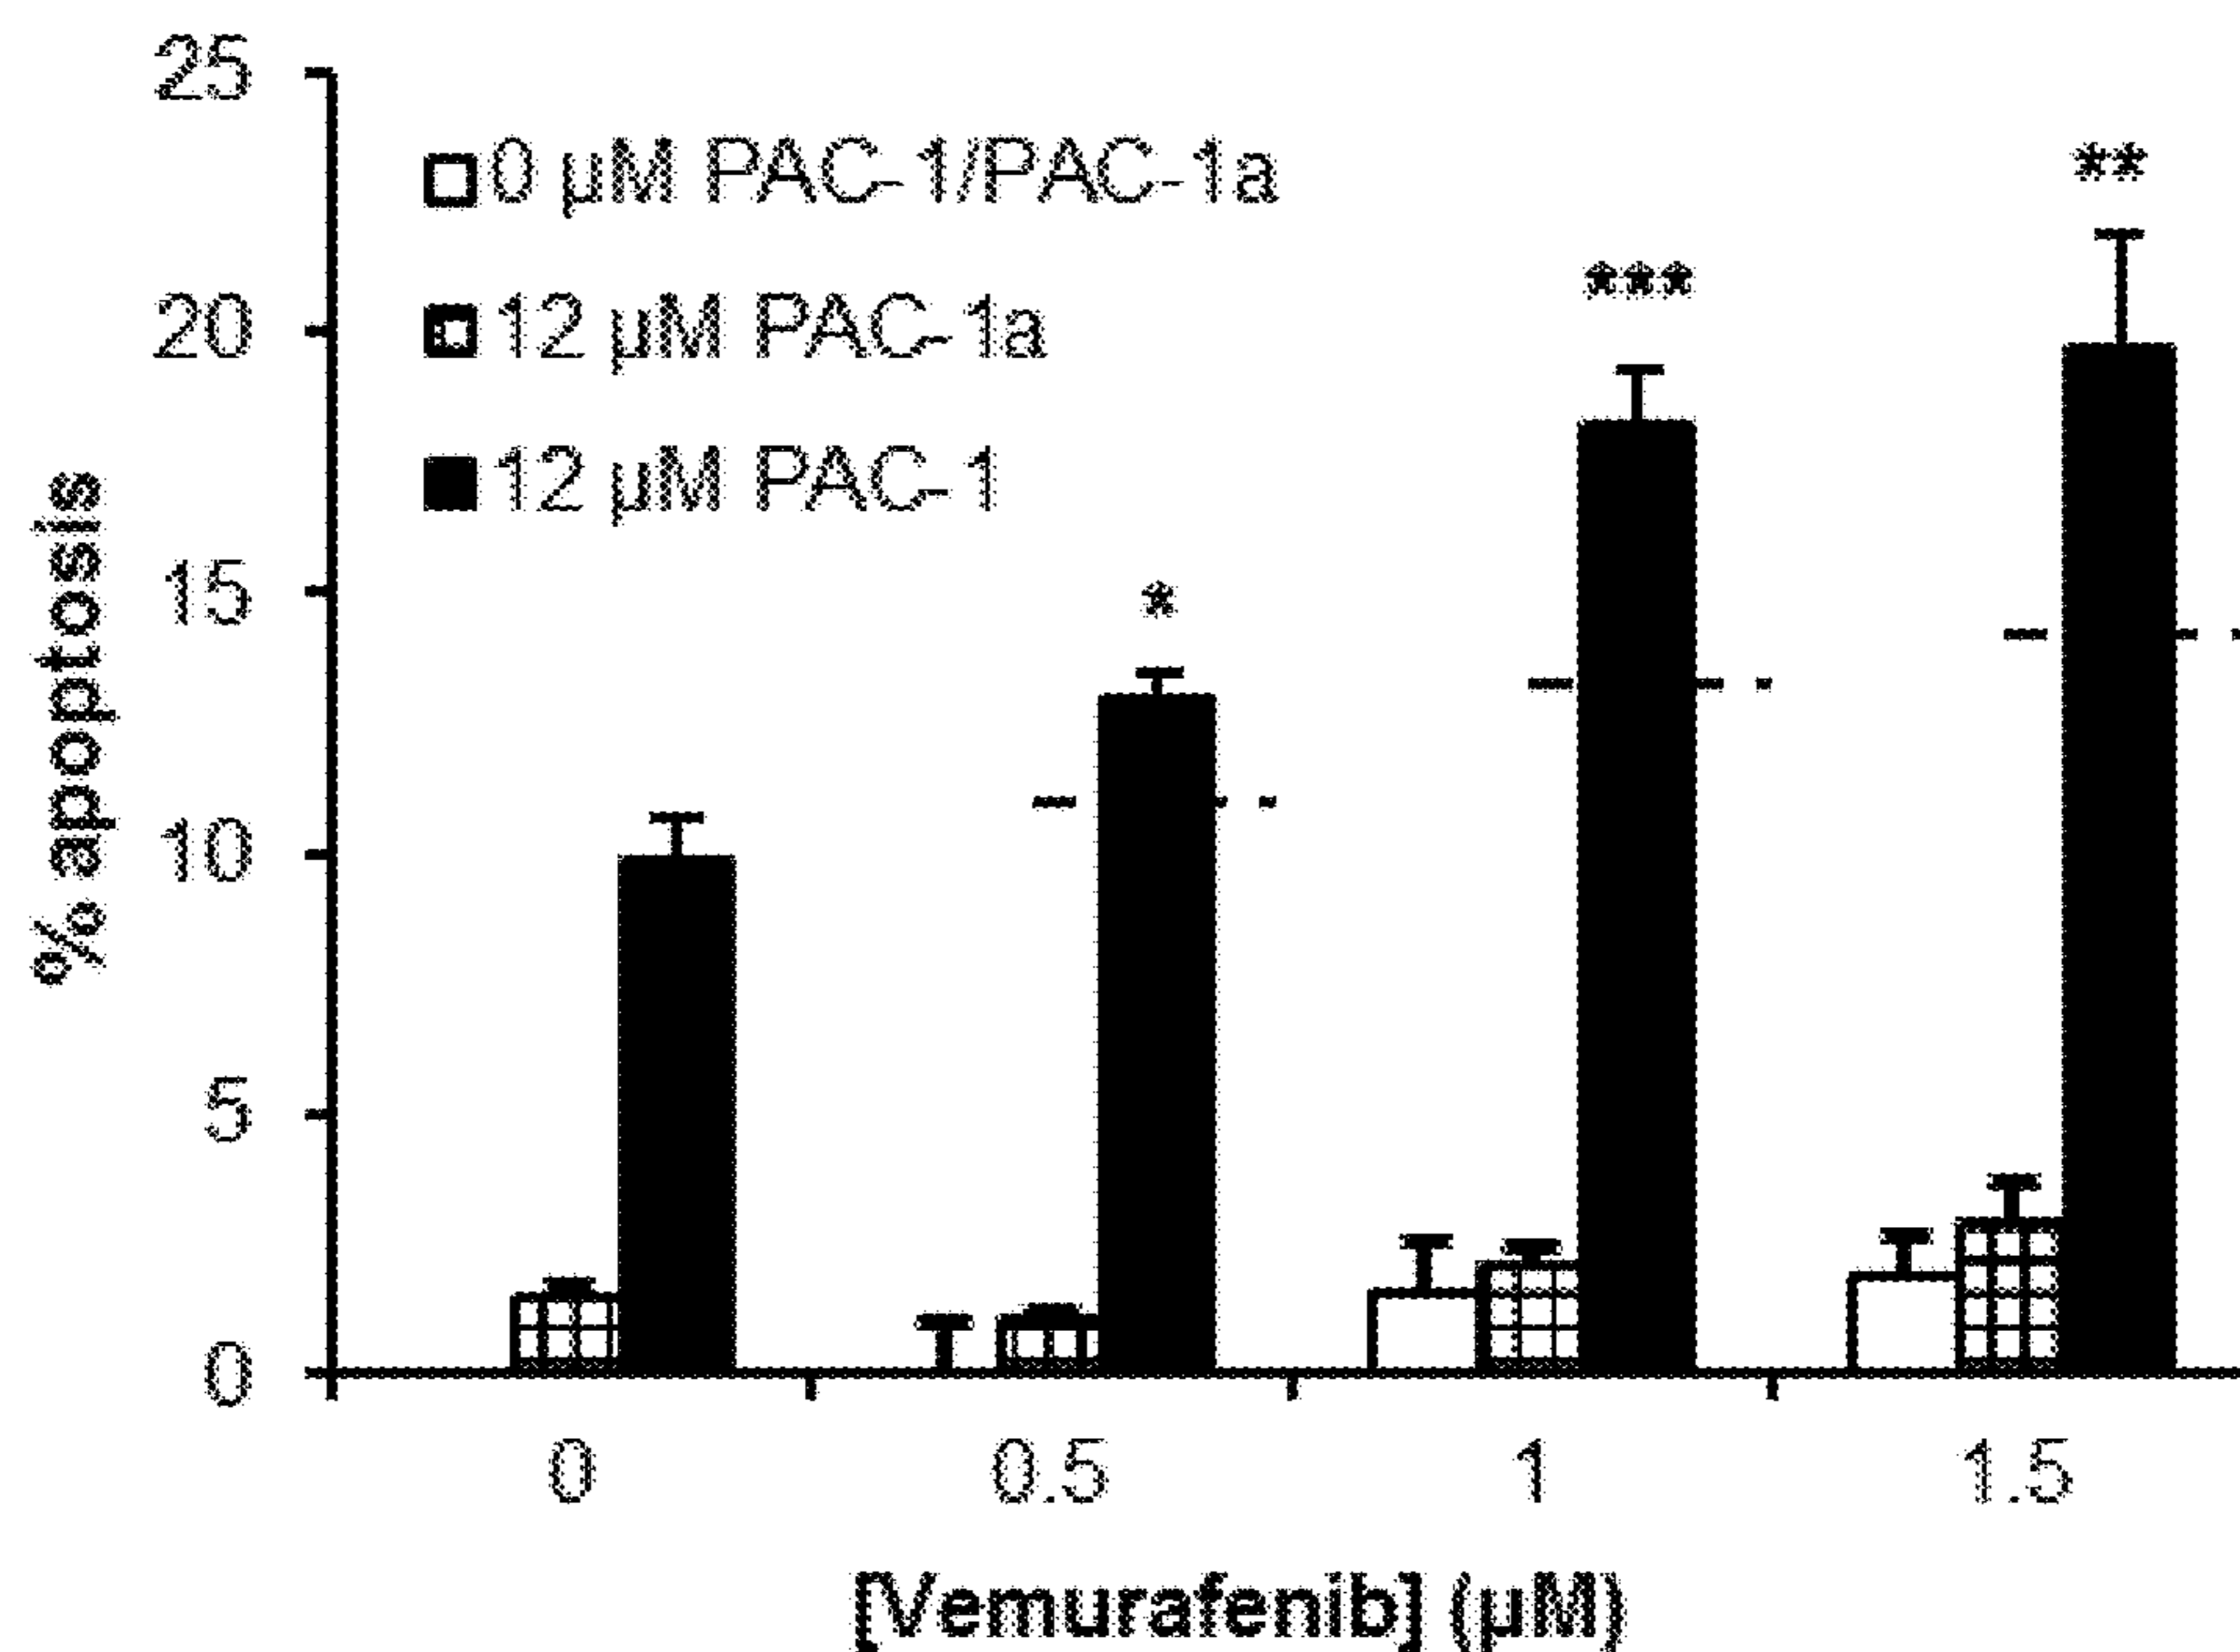 25
0 µM PAC-1/PAC-1a
**
***
20
12 µM PAC-1a
12 µM PAC-1
% apoptosis
15
*
10
5
0
0 0.5 1 1.5
[Vemurafenib] (µM)